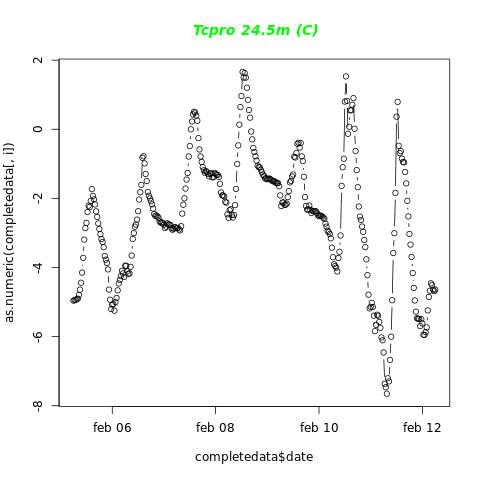 Tcpro 24.5m (C)
as.numeric(completedata[, i])
2
0
-2
-4
-6
-8
feb 06
feb 08
feb 10
feb 12
completedata$date